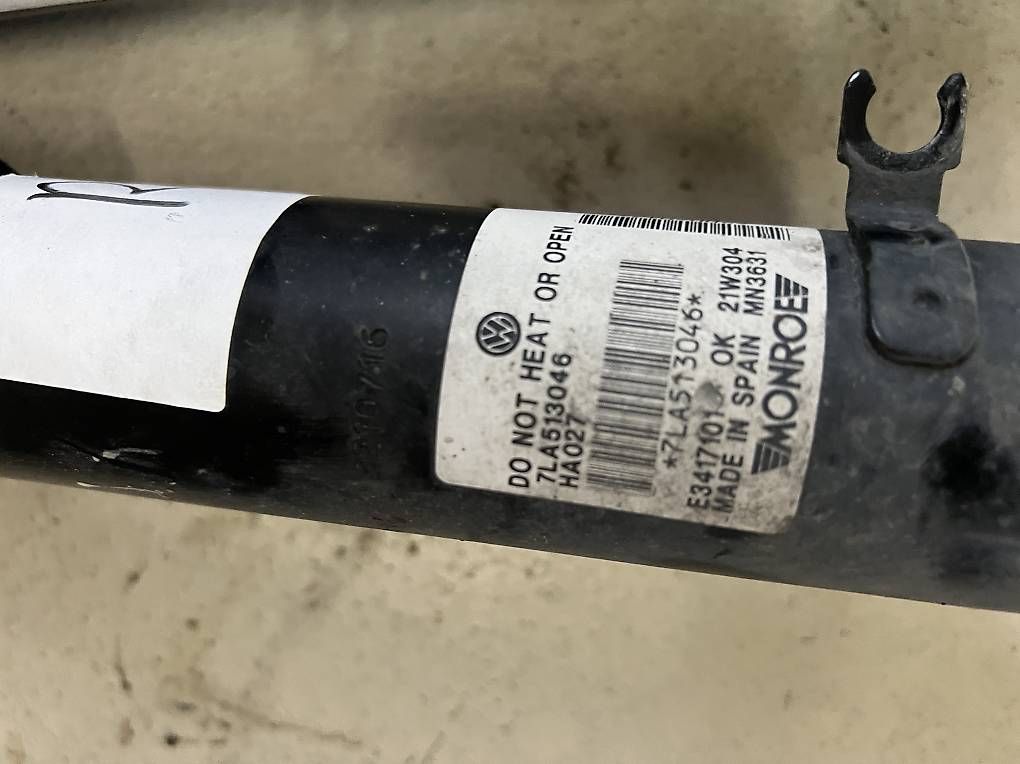 DO NOT HEAT OR OPEN
7LA513046
HA027
*7LA513046*
OK 21W304
MADE IN SPAIN MN3631
MONROE